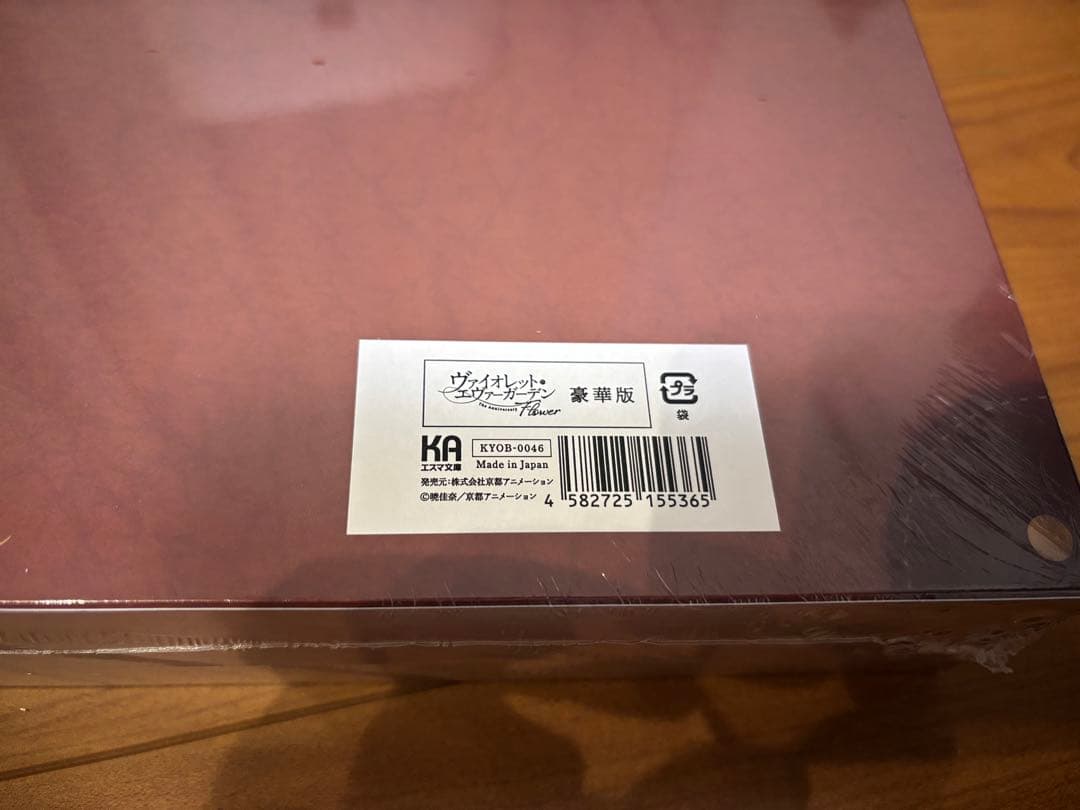 ヴァイオレット・
エヴァーガーデン
The Anniversary
Flower
豪華版
プラ
袋
KA
エスマ文庫
KYOB-0046
Made in Japan
発売元:株式会社京都アニメーション
©暁佳奈/京都アニメーション
4 582725 155365